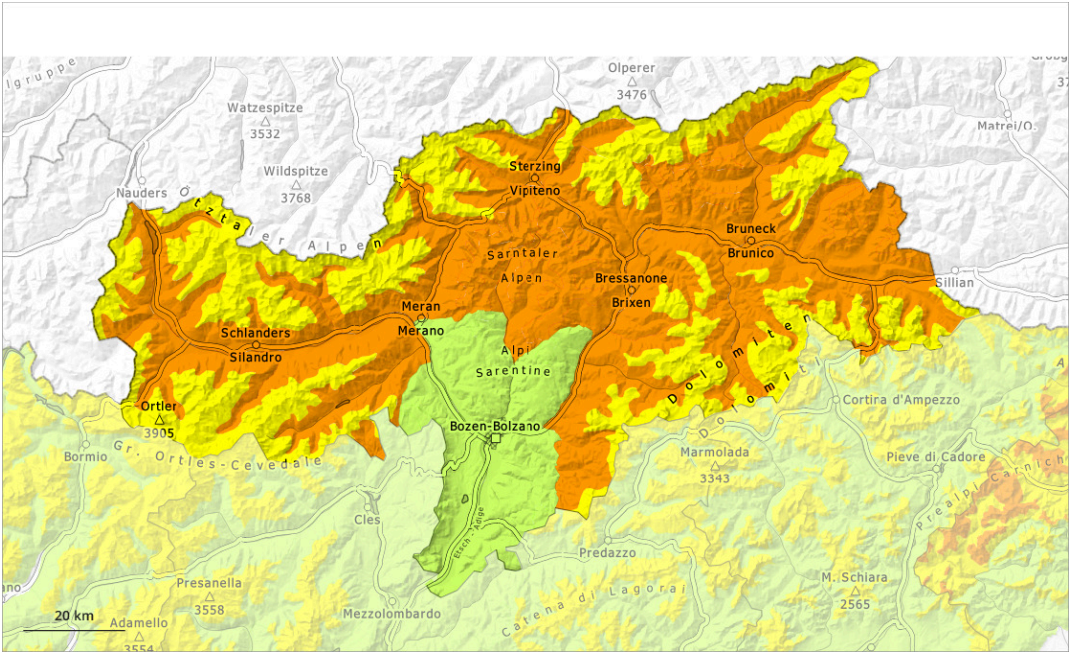 Olperer
3476
Watzespitze
3532
Matrei/O.
Sterzing
Vipiteno
Wildspitze
3768
Nauders
Ötztaler Alpen
Bruneck
Brunico
Sarntaler
Alpen
Bressanone
Brixen
Sillian
Meran
Merano
Schlanders
Silandro
Alpi
Sarentine
Dolomiten
Dolomiti
Ortler
3905
Cortina d'Ampezzo
Bozen-Bolzano
Bormio
Gr. Ortles-Cevedale
Marmolada
3343
Pieve di Cadore
Prealpi Carnich
Cles
Etsch - Adige
Predazzo
Presanella
3558
M. Schiara
2565
Catena di Lagorai
Mezzolombardo
20 km
Adamello
3554